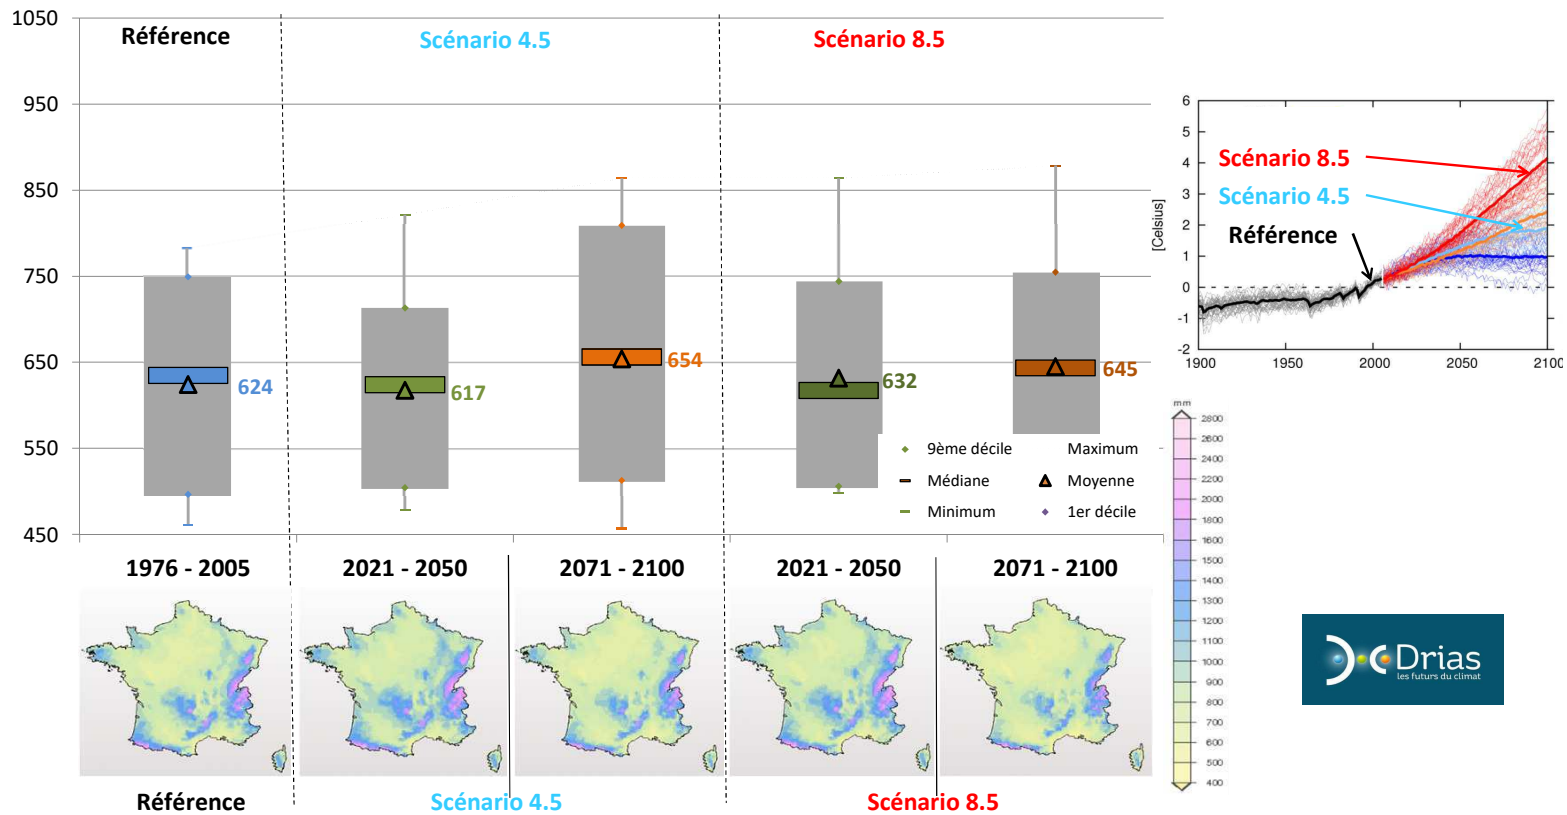 1050
950
850
750
650
550
450
Référence
Scénario 4.5
Scénario 8.5
624
617
654
632
645
9ème décile
Maximum
Médiane
Moyenne
Minimum
1er décile
1976 - 2005
2021 - 2050
2071 - 2100
2021 - 2050
2071 - 2100
Référence
Scénario 4.5
Scénario 8.5
[Celsius]
6
5
4
3
2
1
0
-1
-2
1900
1950
2000
2050
2100
Scénario 8.5
Scénario 4.5
Référence
mm
2800
2600
2400
2200
2000
1800
1500
1400
1300
1200
1100
1000
900
800
700
600
500
400
Drias
les futurs du climat